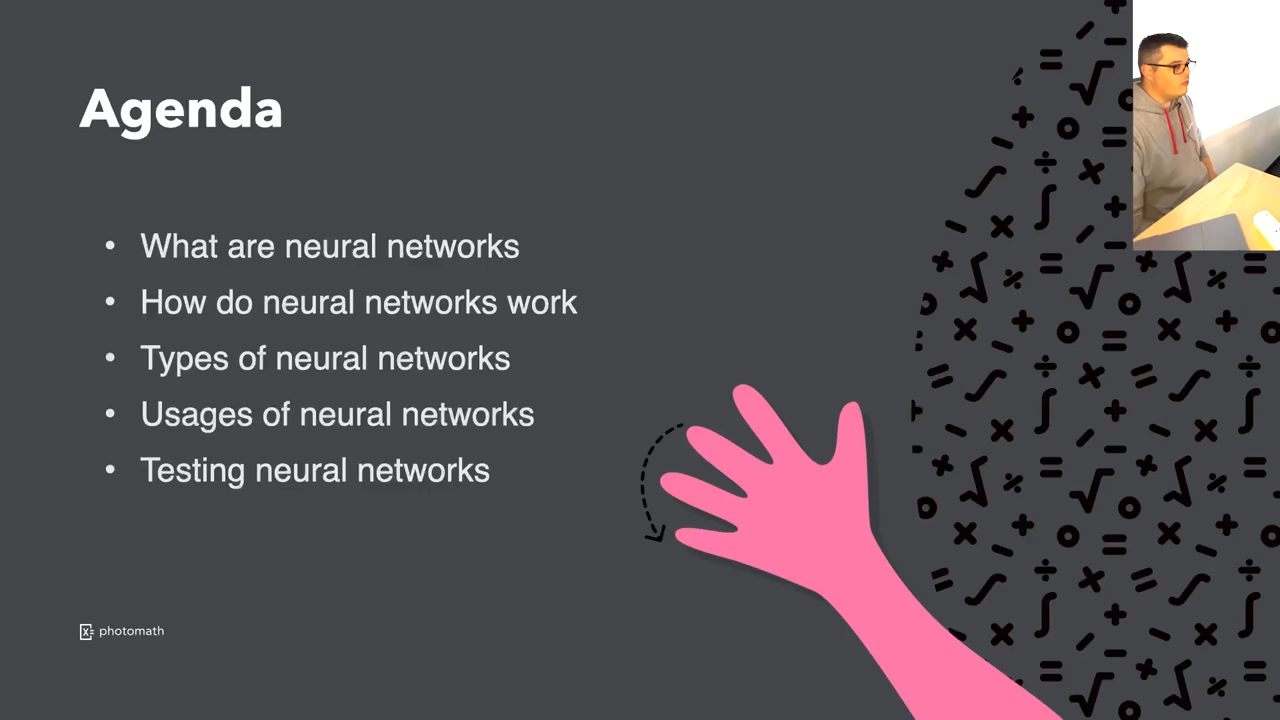 Agenda
• What are neural networks
• How do neural networks work
• Types of neural networks
• Usages of neural networks
• Testing neural networks
photomath